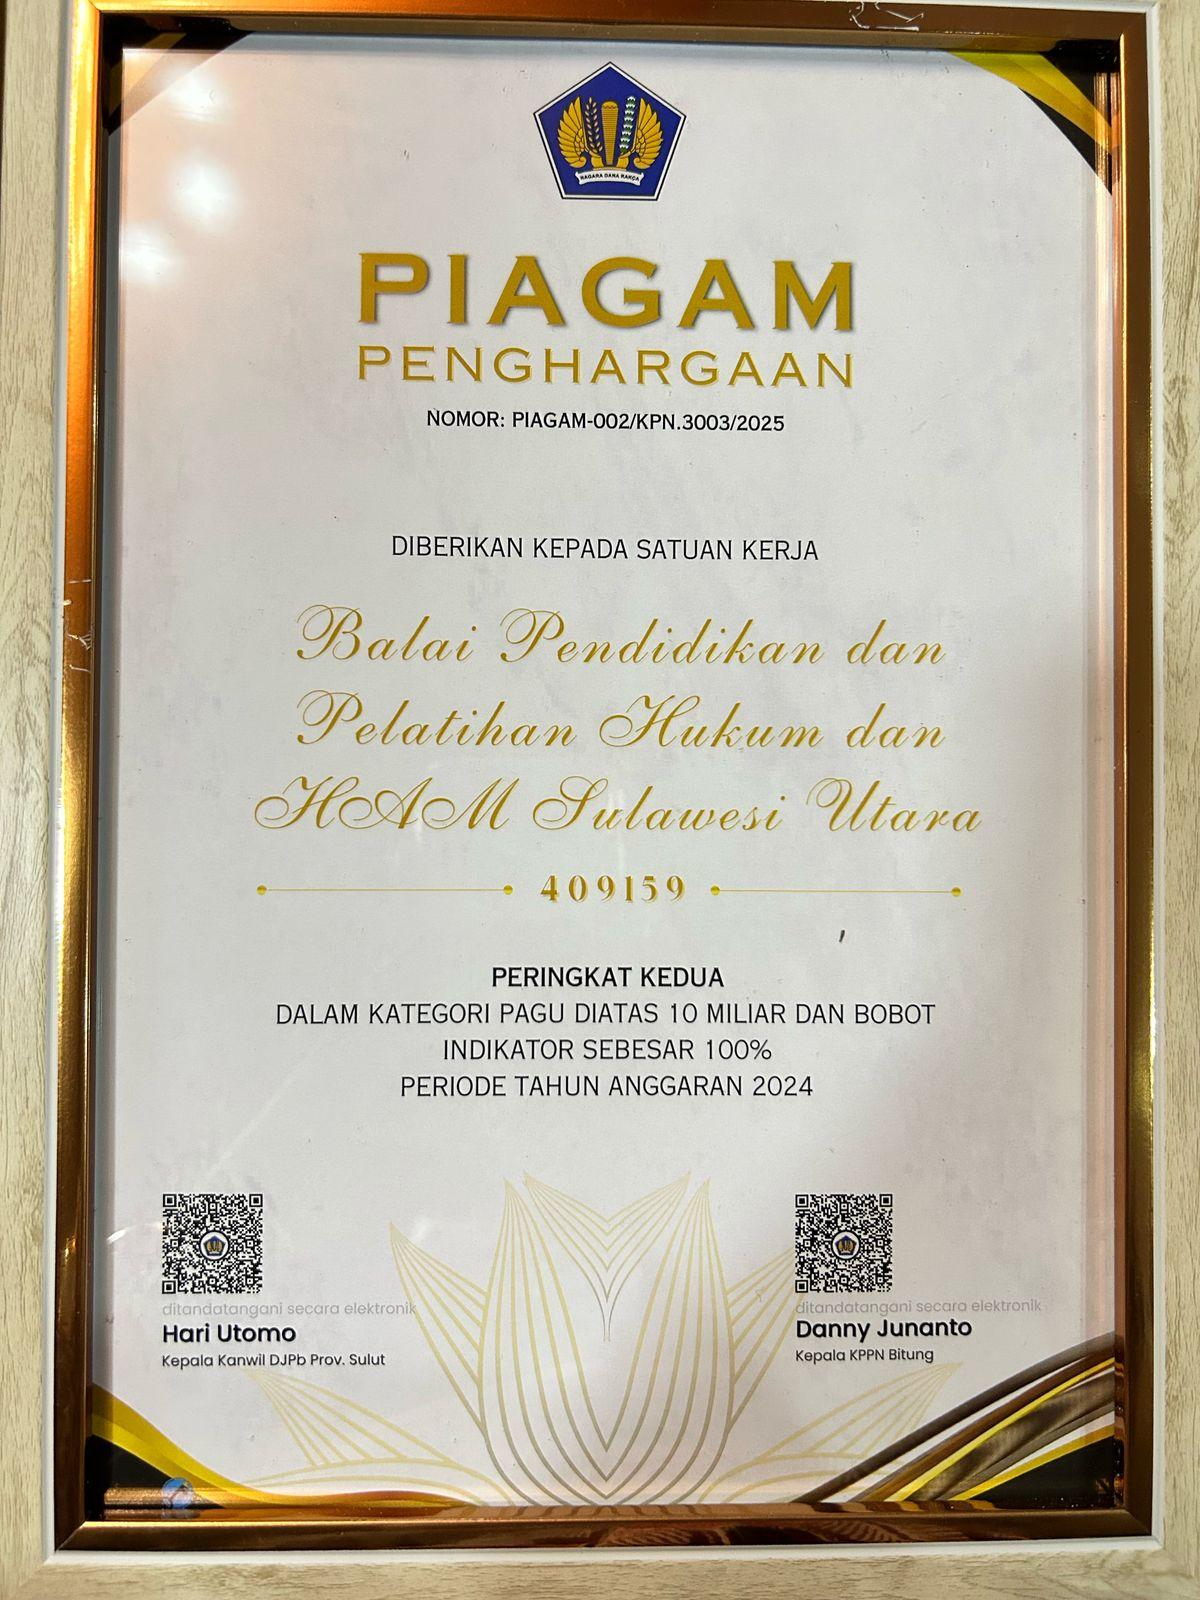 NAGARA DANA RAKÇA
PIAGAM
PENGHARGAAN
NOMOR: PIAGAM-002/KPN.3003/2025
DIBERIKAN KEPADA SATUAN KERJA
Balai Pendidikan dan
Pelatihan Hukum dan
HAM Sulawesi Utara
409159
PERINGKAT KEDUA
DALAM KATEGORI PAGU DIATAS 10 MILIAR DAN BOBOT
INDIKATOR SEBESAR 100%
PERIODE TAHUN ANGGARAN 2024
ditandatangani secara elektronik
Hari Utomo
Kepala Kanwil DJPb Prov. Sulut
ditandatangani secara elektronik
Danny Junanto
Kepala KPPN Bitung